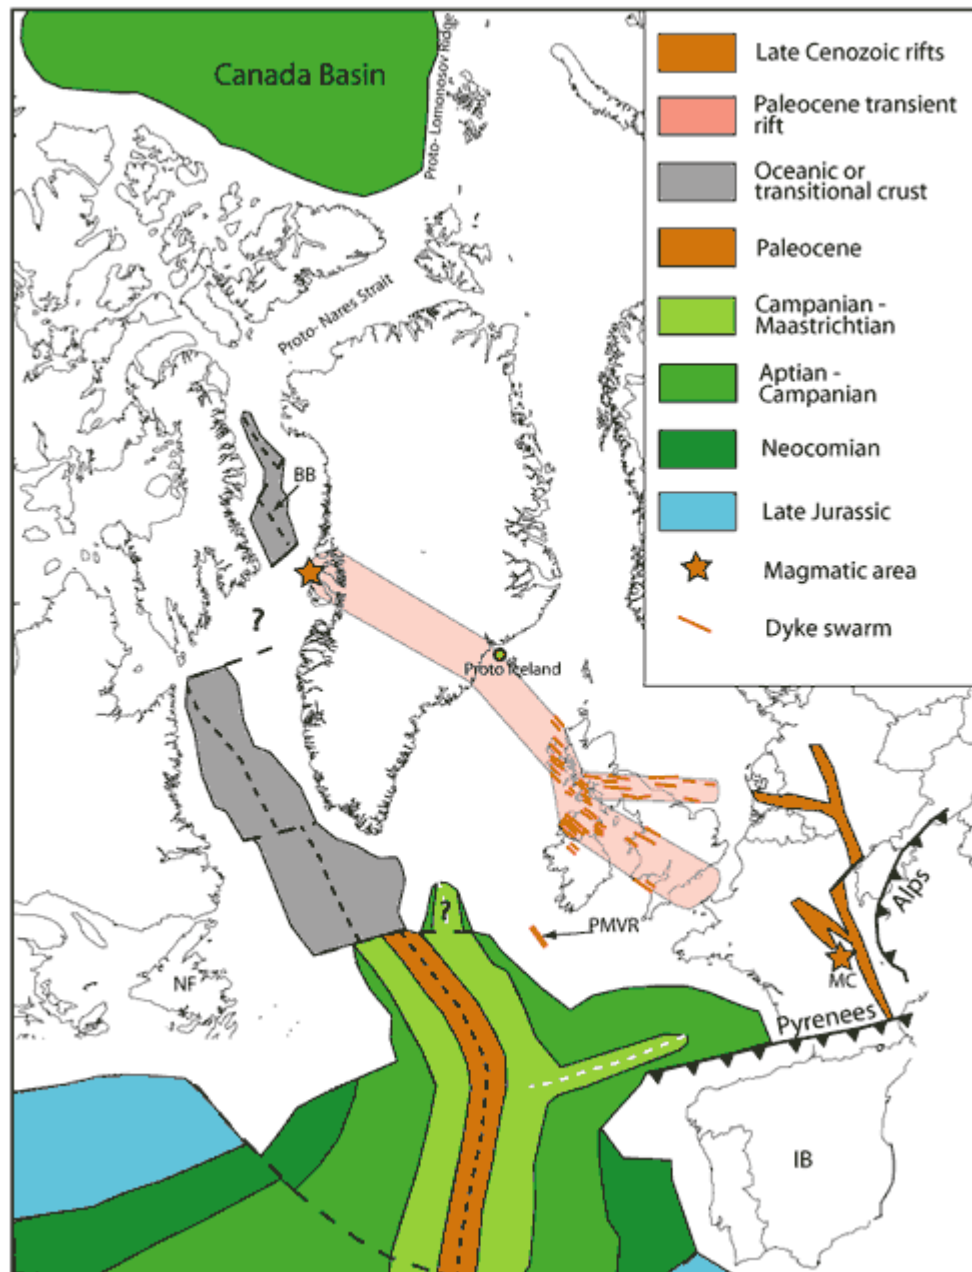 Canada Basin
Proto- Lomonosov Ridge
Proto- Nares Strait
BB
?
Proto Iceland
?
PMVR
NF
MC
Alps
Pyrenees
IB
Late Cenozoic rifts
Paleocene transient
rift
Oceanic or
transitional crust
Paleocene
Campanian -
Maastrichtian
Aptian -
Campanian
Neocomian
Late Jurassic
Magmatic area
Dyke swarm